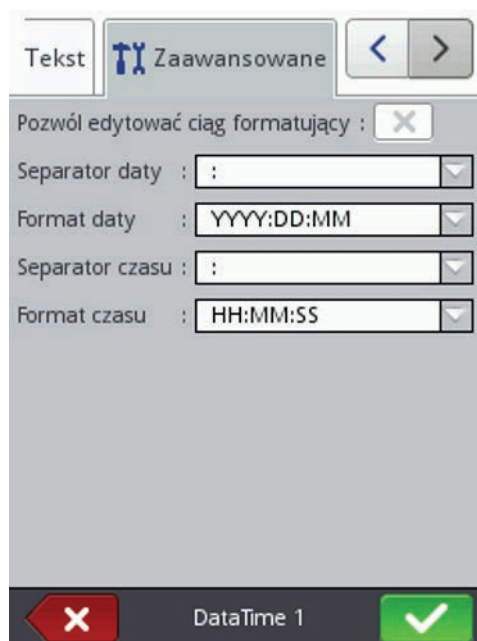 Tekst Zaawansowane
Pozwól edytować ciąg formatujący :
Separator daty : :
Format daty : YYYY:DD:MM
Separator czasu : :
Format czasu : HH:MM:SS
DataTime 1